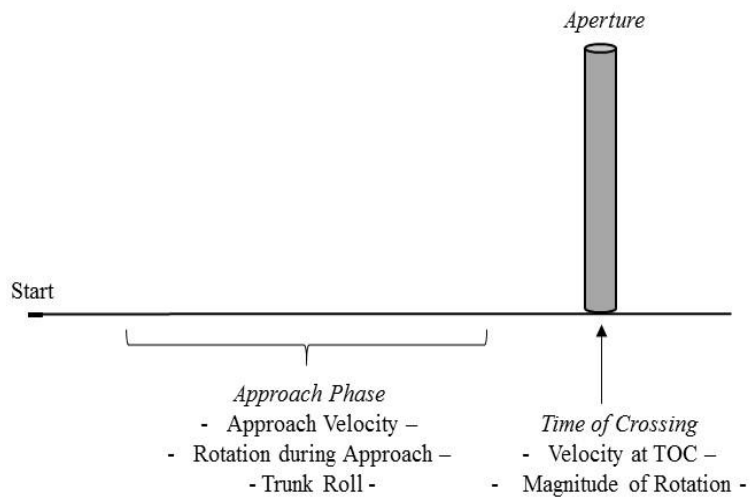 Aperture
Start
Approach Phase
- Approach Velocity –
- Rotation during Approach –
- Trunk Roll -
Time of Crossing
- Velocity at TOC –
- Magnitude of Rotation -